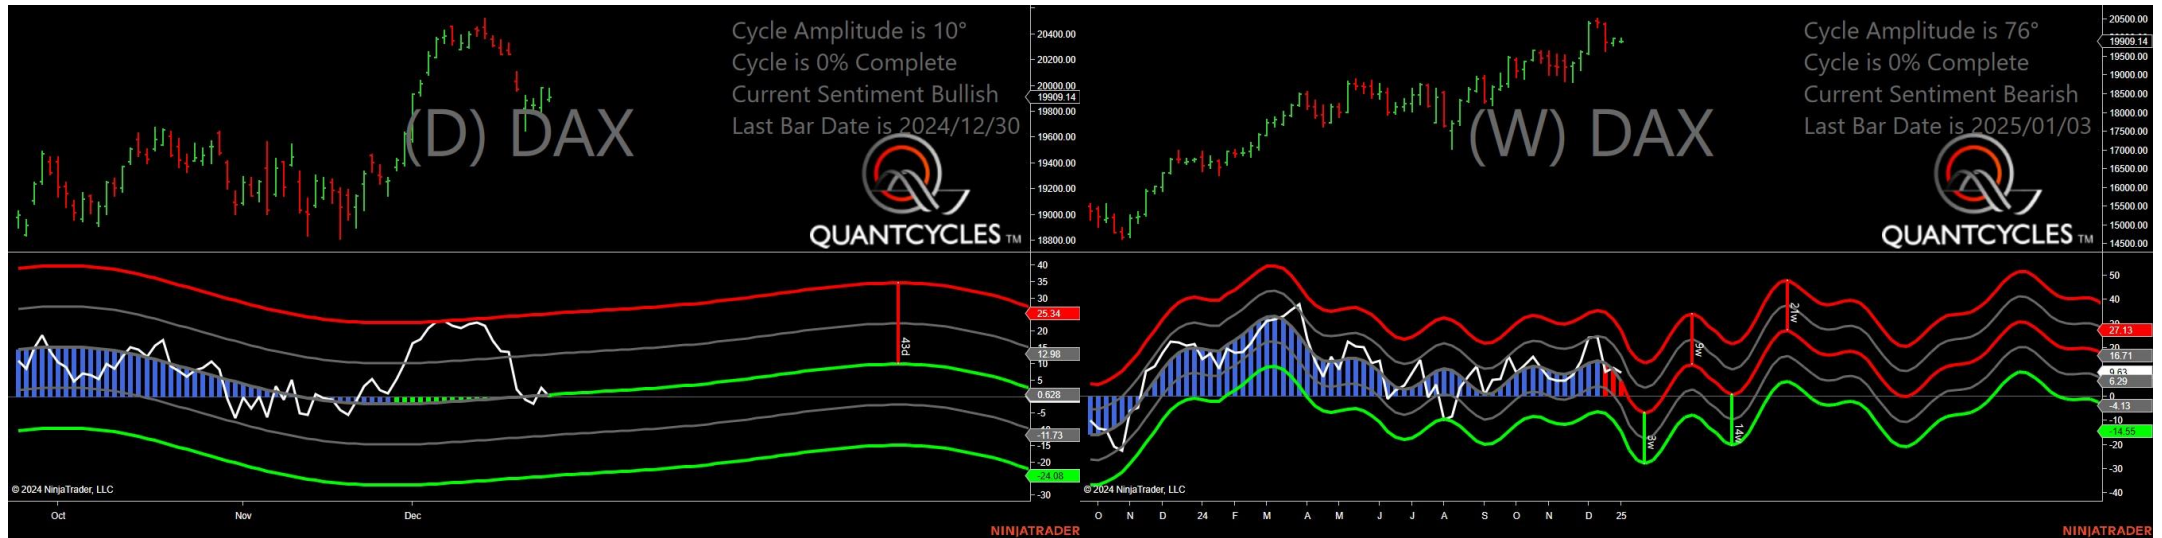 Cycle Amplitude is 10°
Cycle is 0% Complete
Current Sentiment Bullish
Last Bar Date is 2024/12/30
(D) DAX
QUANTCYCLES TM
20400.00
20000.00
19909.14
19800.00
19600.00
19400.00
19200.00
19000.00
18800.00
40
35
30
25.34
20
15
12.98
10
5
0.628
-5
-11.73
-15
-20
-24.08
-30
43d
© 2024 NinjaTrader, LLC
Oct Nov Dec
NINJATRADER
Cycle Amplitude is 76°
Cycle is 0% Complete
Current Sentiment Bearish
Last Bar Date is 2025/01/03
(W) DAX
QUANTCYCLES TM
20500.00
19909.14
19500.00
19000.00
18500.00
18000.00
17500.00
17000.00
16500.00
16000.00
15500.00
15000.00
14500.00
50
40
30
27.13
20
16.71
9.63
6.29
0
-4.13
-10
-14.55
-20
-30
-40
3w
9w
14w
21w
© 2024 NinjaTrader, LLC
O N D 24 F M A M J J A S O N D 25
NINJATRADER